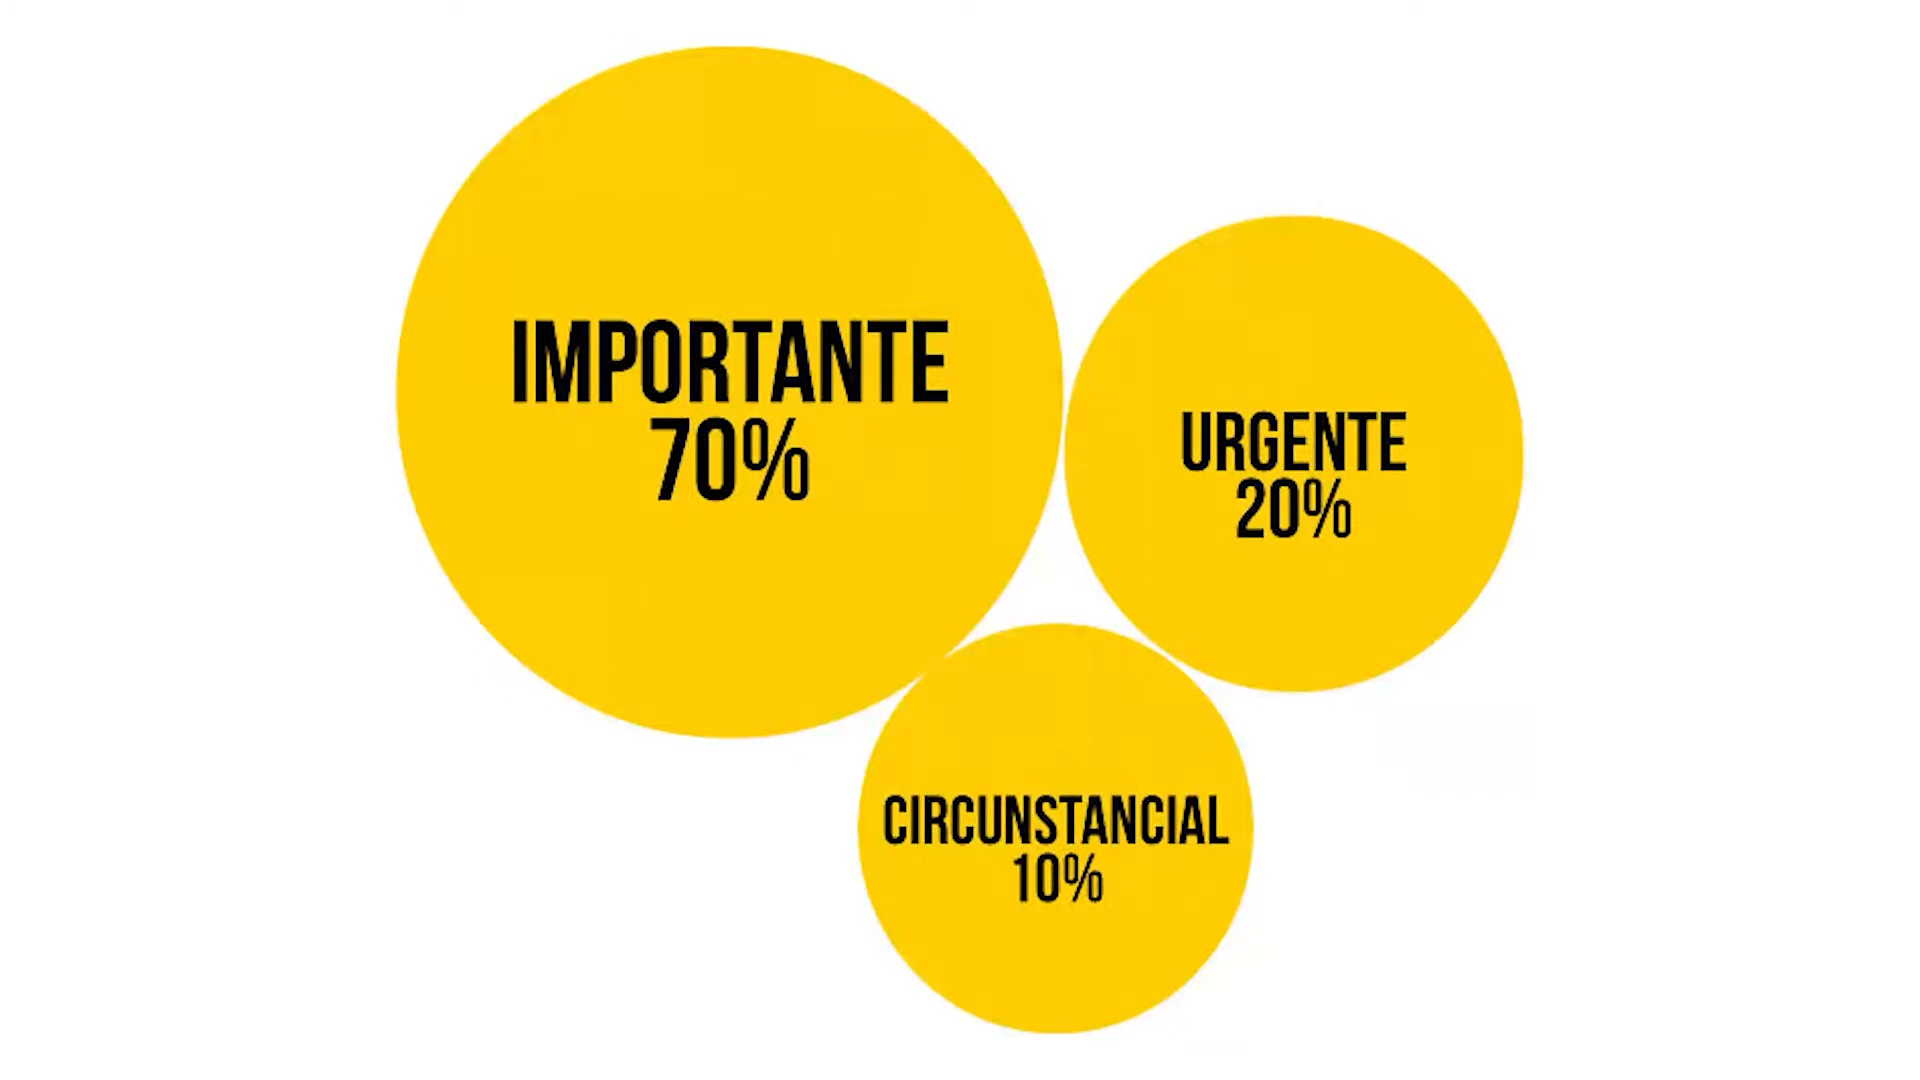 IMPORTANTE
70%
URGENTE
20%
CIRCUNSTANCIAL
10%